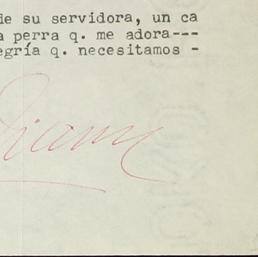 de su servidora, un ca
a perra q. me adora---
egría q. necesitamos -